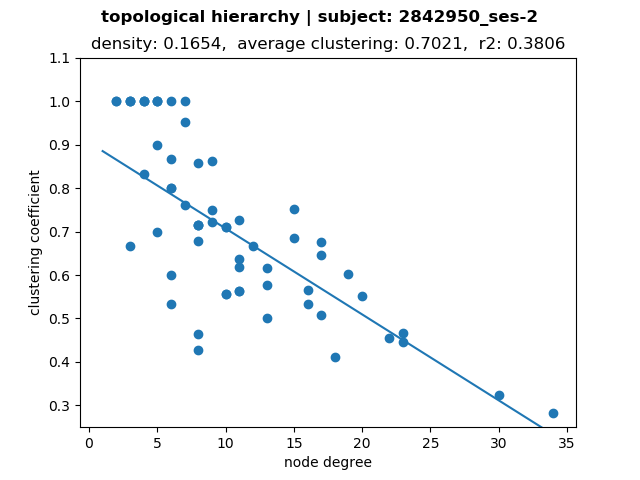 topological hierarchy | subject: 2842950_ses-2
density: 0.1654,  average clustering: 0.7021,  r2: 0.3806
1.1
1.0
0.9
0.8
0.7
0.6
0.5
0.4
0.3
clustering coefficient
0 5 10 15 20 25 30 35
node degree